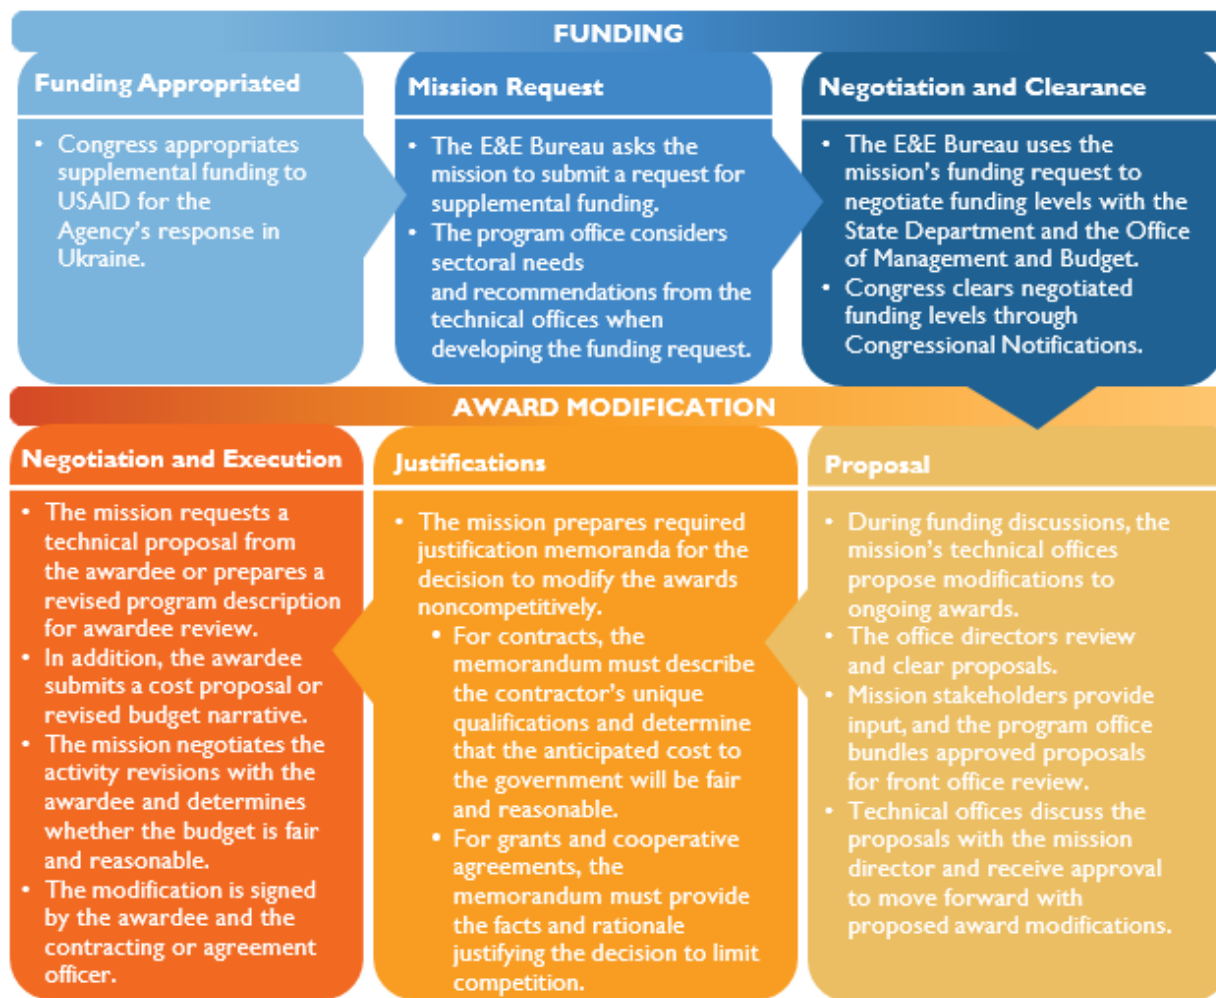 FUNDING
Funding Appropriated
• Congress appropriates
supplemental funding to
USAID for the
Agency's response in
Ukraine.
Mission Request
• The E&E Bureau asks the
mission to submit a request for
supplemental funding.
• The program office considers
sectoral needs
and recommendations from the
technical offices when
developing the funding request.
Negotiation and Clearance
• The E&E Bureau uses the
mission's funding request to
negotiate funding levels with the
State Department and the Office
of Management and Budget.
• Congress clears negotiated
funding levels through
Congressional Notifications.
AWARD MODIFICATION
Proposal
• During funding discussions, the
mission's technical offices
propose modifications to
ongoing awards.
• The office directors review
and clear proposals.
• Mission stakeholders provide
input, and the program office
bundles approved proposals
for front office review.
• Technical offices discuss the
proposals with the mission
director and receive approval
to move forward with
proposed award modifications.
Justifications
• The mission prepares required
justification memoranda for the
decision to modify the awards
noncompetitively.
• For contracts, the
memorandum must describe
the contractor's unique
qualifications and determine
that the anticipated cost to
the government will be fair
and reasonable.
• For grants and cooperative
agreements, the
memorandum must provide
the facts and rationale
justifying the decision to limit
competition.
Negotiation and Execution
• The mission requests a
technical proposal from
the awardee or prepares a
revised program description
for awardee review.
• In addition, the awardee
submits a cost proposal or
revised budget narrative.
• The mission negotiates the
activity revisions with the
awardee and determines
whether the budget is fair
and reasonable.
• The modification is signed
by the awardee and the
contracting or agreement
officer.